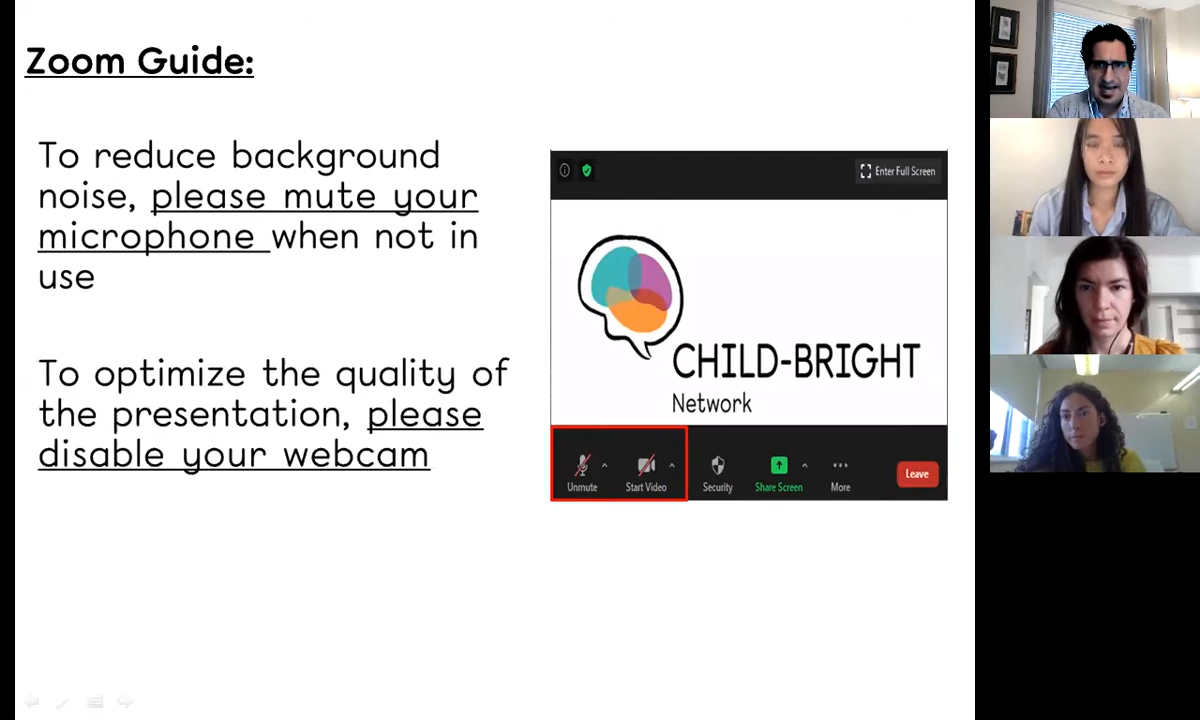 Zoom Guide:
To reduce background
noise, please mute your
microphone when not in
use
To optimize the quality of
the presentation, please
disable your webcam
Enter Full Screen
CHILD-BRIGHT
Network
Unmute
Start Video
Security
Share Screen
More
Leave